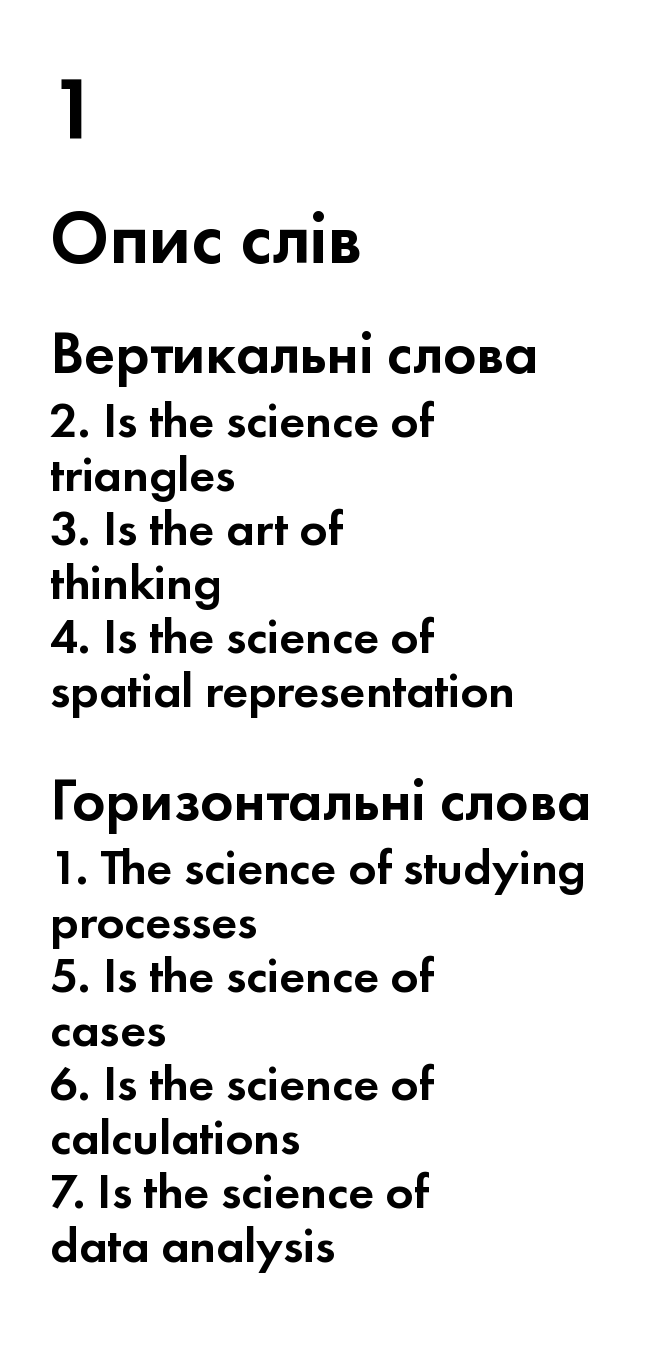 1
Опис слів
Вертикальні слова
2. Is the science of
triangles
3. Is the art of
thinking
4. Is the science of
spatial representation
Горизонтальні слова
1. The science of studying
processes
5. Is the science of
cases
6. Is the science of
calculations
7. Is the science of
data analysis